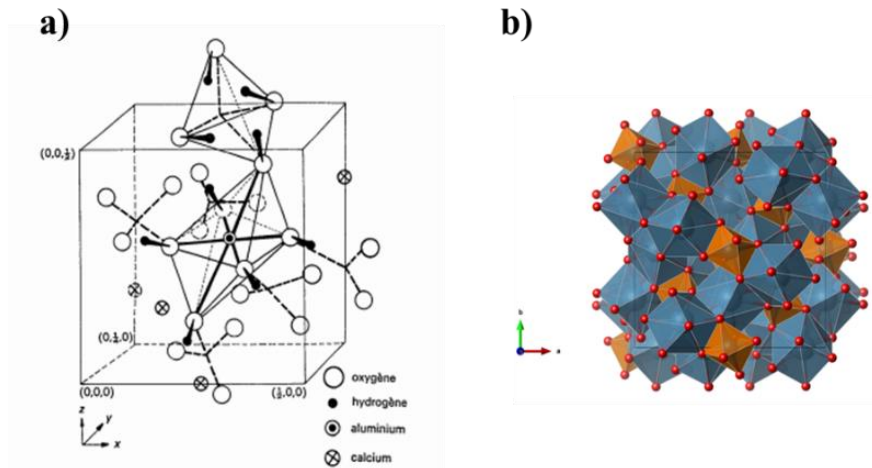 a)
b)
(0,0,½)
(0,½,0)
(0,0,0)
(½,0,0)
oxygène
hydrogène
aluminium
calcium
z
y
x
b
a